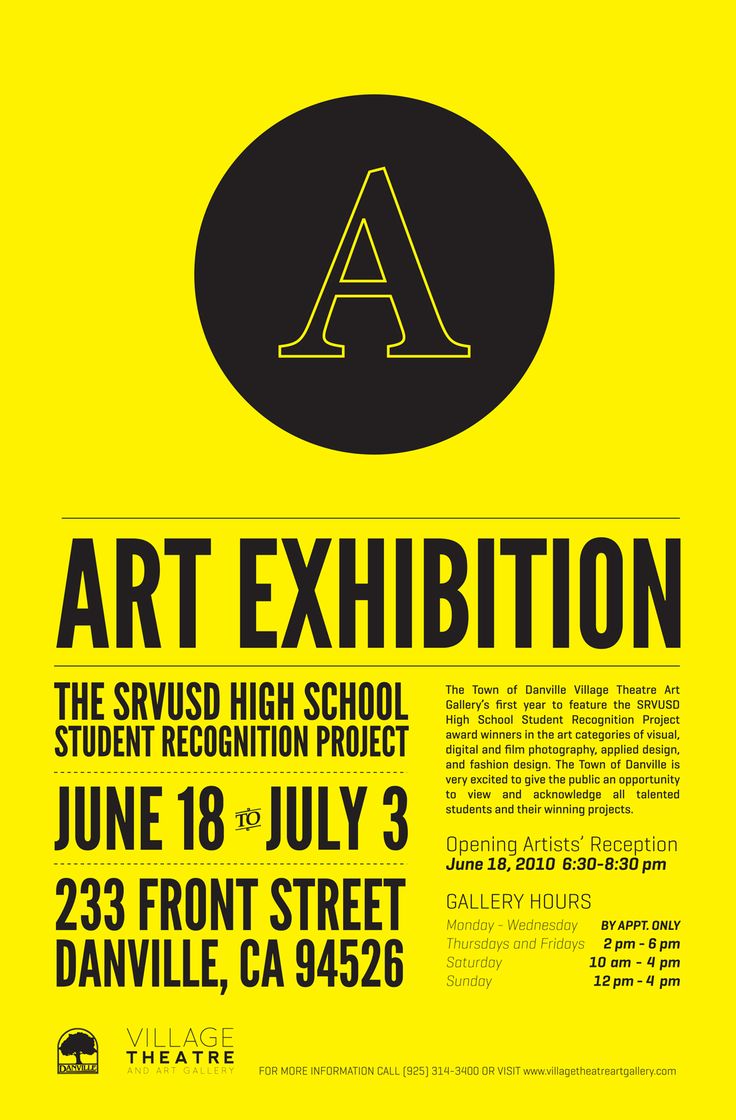 A
ART EXHIBITION
THE SRVUSD HIGH SCHOOL
STUDENT RECOGNITION PROJECT
JUNE 18 TO JULY 3
233 FRONT STREET
DANVILLE, CA 94526
The Town of Danville Village Theatre Art
Gallery's first year to feature the SRVUSD
High School Student Recognition Project
award winners in the art categories of visual,
digital and film photography, applied design,
and fashion design. The Town of Danville is
very excited to give the public an opportunity
to view and acknowledge all talented
students and their winning projects.
Opening Artists' Reception
June 18, 2010 6:30-8:30 pm
GALLERY HOURS
Monday - Wednesday BY APPT. ONLY
Thursdays and Fridays 2 pm - 6 pm
Saturday 10 am - 4 pm
Sunday 12 pm - 4 pm
DANVILLE
VILLAGE
THEATRE
AND ART GALLERY
FOR MORE INFORMATION CALL (925) 314-3400 OR VISIT www.villagetheatreartgallery.com